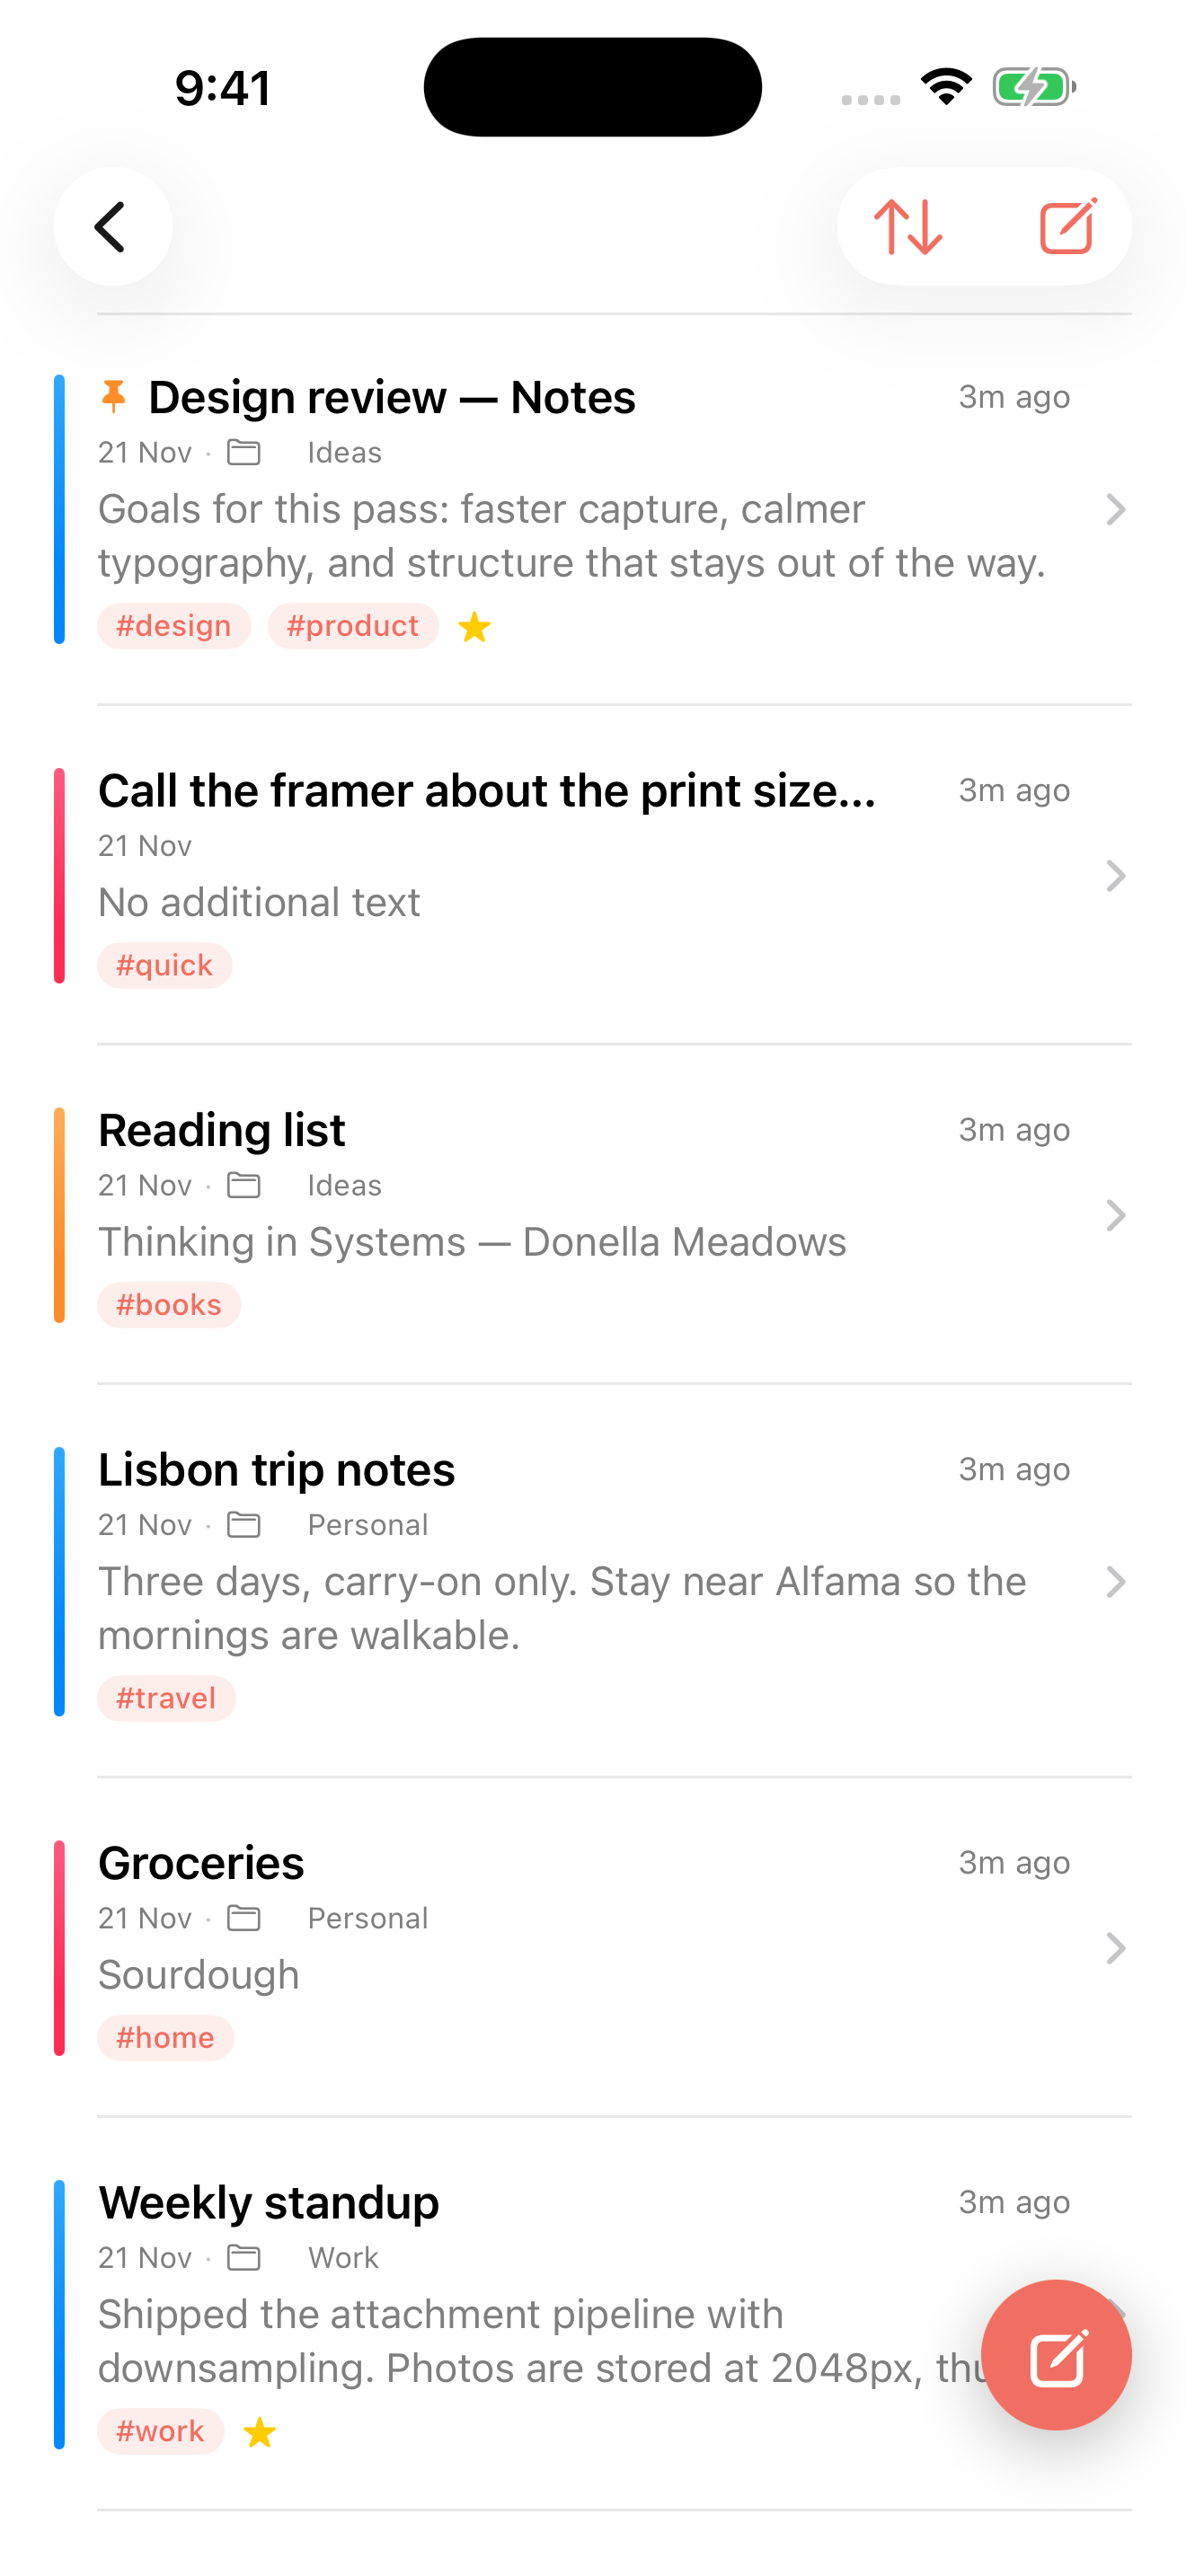 9:41
Design review — Notes
3m ago
21 Nov · Ideas
Goals for this pass: faster capture, calmer
typography, and structure that stays out of the way.
#design #product
Call the framer about the print size...
3m ago
21 Nov
No additional text
#quick
Reading list
3m ago
21 Nov · Ideas
Thinking in Systems — Donella Meadows
#books
Lisbon trip notes
3m ago
21 Nov · Personal
Three days, carry-on only. Stay near Alfama so the
mornings are walkable.
#travel
Groceries
3m ago
21 Nov · Personal
Sourdough
#home
Weekly standup
3m ago
21 Nov · Work
Shipped the attachment pipeline with
downsampling. Photos are stored at 2048px,
#work